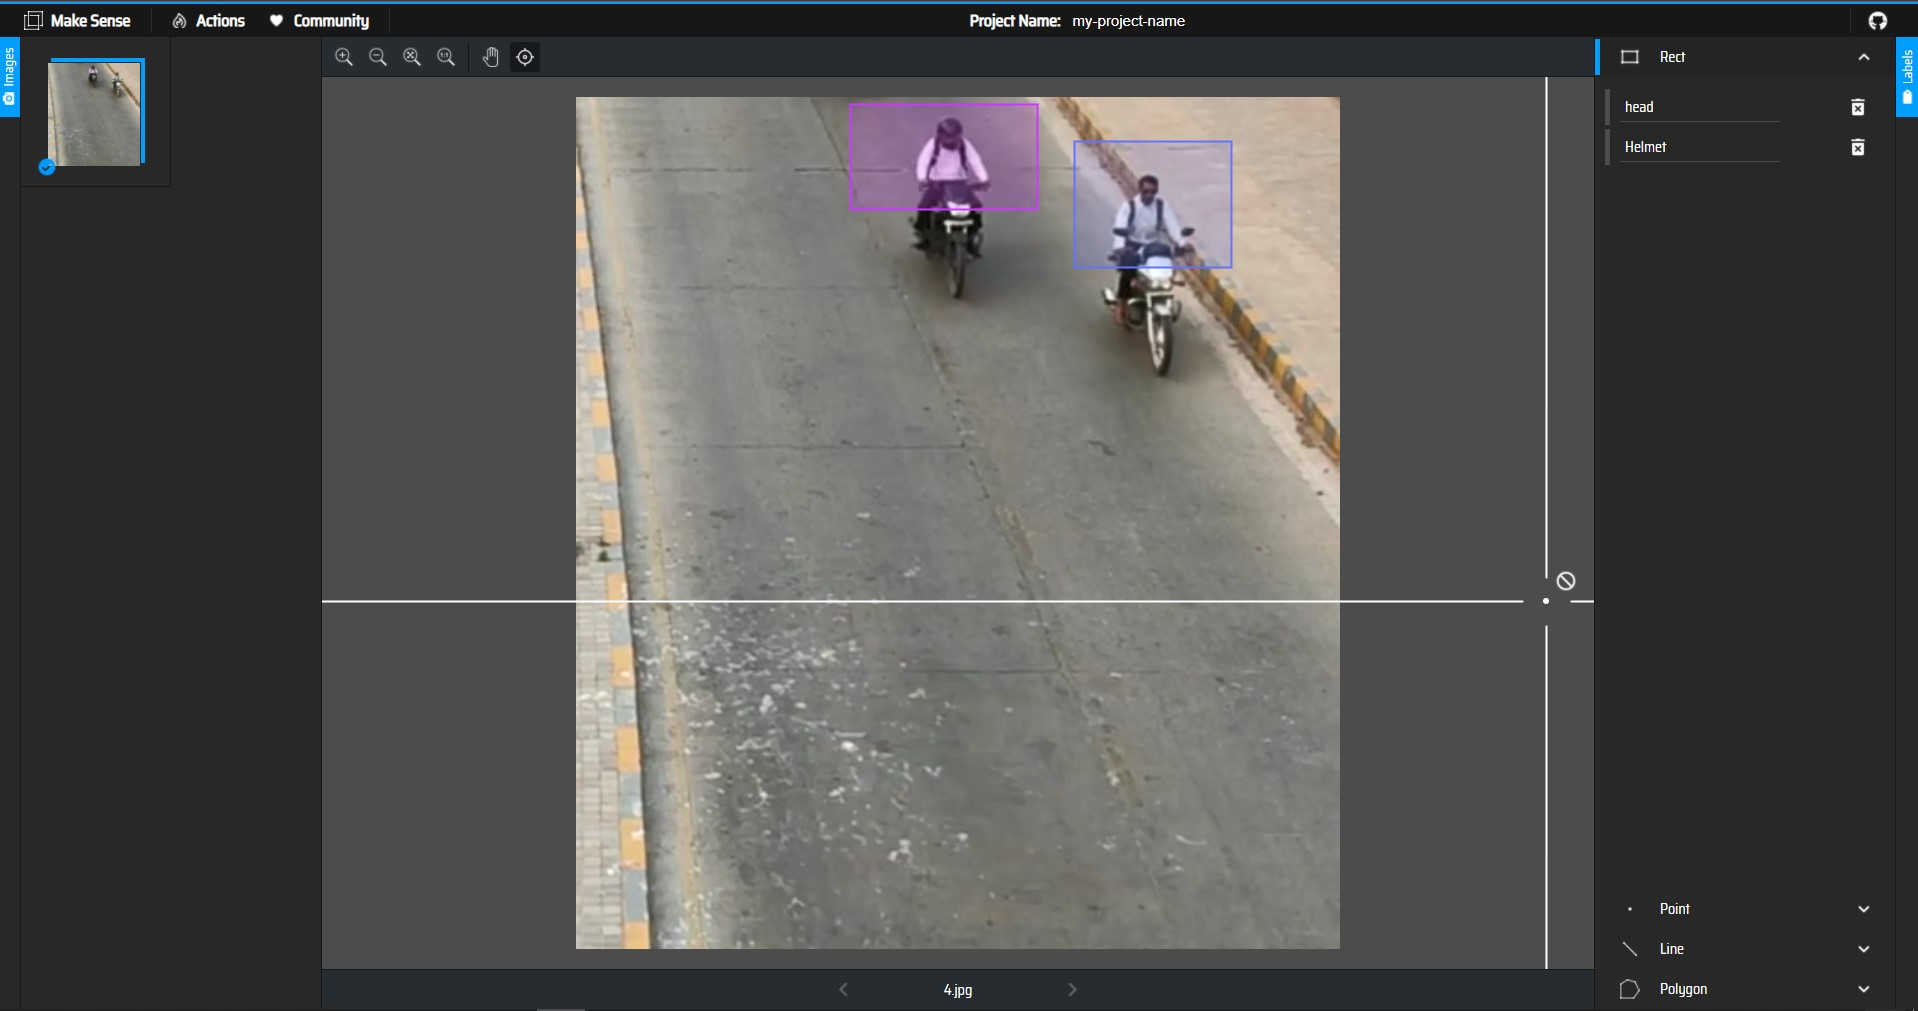 Make Sense
Actions
Community
Project Name: my-project-name
Images
Rect
Labels
head
Helmet
Point
Line
Polygon
4.jpg